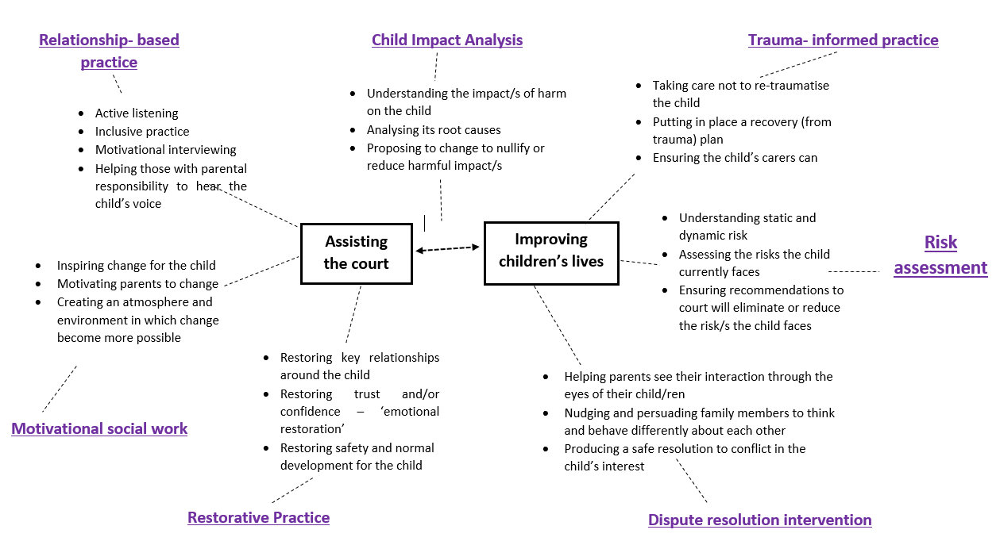 Relationship- based
practice
• Active listening
• Inclusive practice
• Motivational interviewing
• Helping those with parental
responsibility to hear the
child's voice
Child Impact Analysis
• Understanding the impact/s of harm
on the child
• Analysing its root causes
• Proposing to change to nullify or
reduce harmful impact/s
Trauma- informed practice
• Taking care not to re-traumatise
the child
• Putting in place a recovery (from
trauma) plan
• Ensuring the child's carers can
Assisting
the court
Improving
children's lives
• Understanding static and
dynamic risk
• Assessing the risks the child
currently faces
• Ensuring recommendations to
court will eliminate or reduce
the risk/s the child faces
Risk
assessment
• Inspiring change for the child
• Motivating parents to change
• Creating an atmosphere and
environment in which change
become more possible
Motivational social work
• Restoring key relationships
around the child
• Restoring trust and/or
confidence – 'emotional
restoration'
• Restoring safety and normal
development for the child
Restorative Practice
• Helping parents see their interaction through the
eyes of their child/ren
• Nudging and persuading family members to think
and behave differently about each other
• Producing a safe resolution to conflict in the
child's interest
Dispute resolution intervention